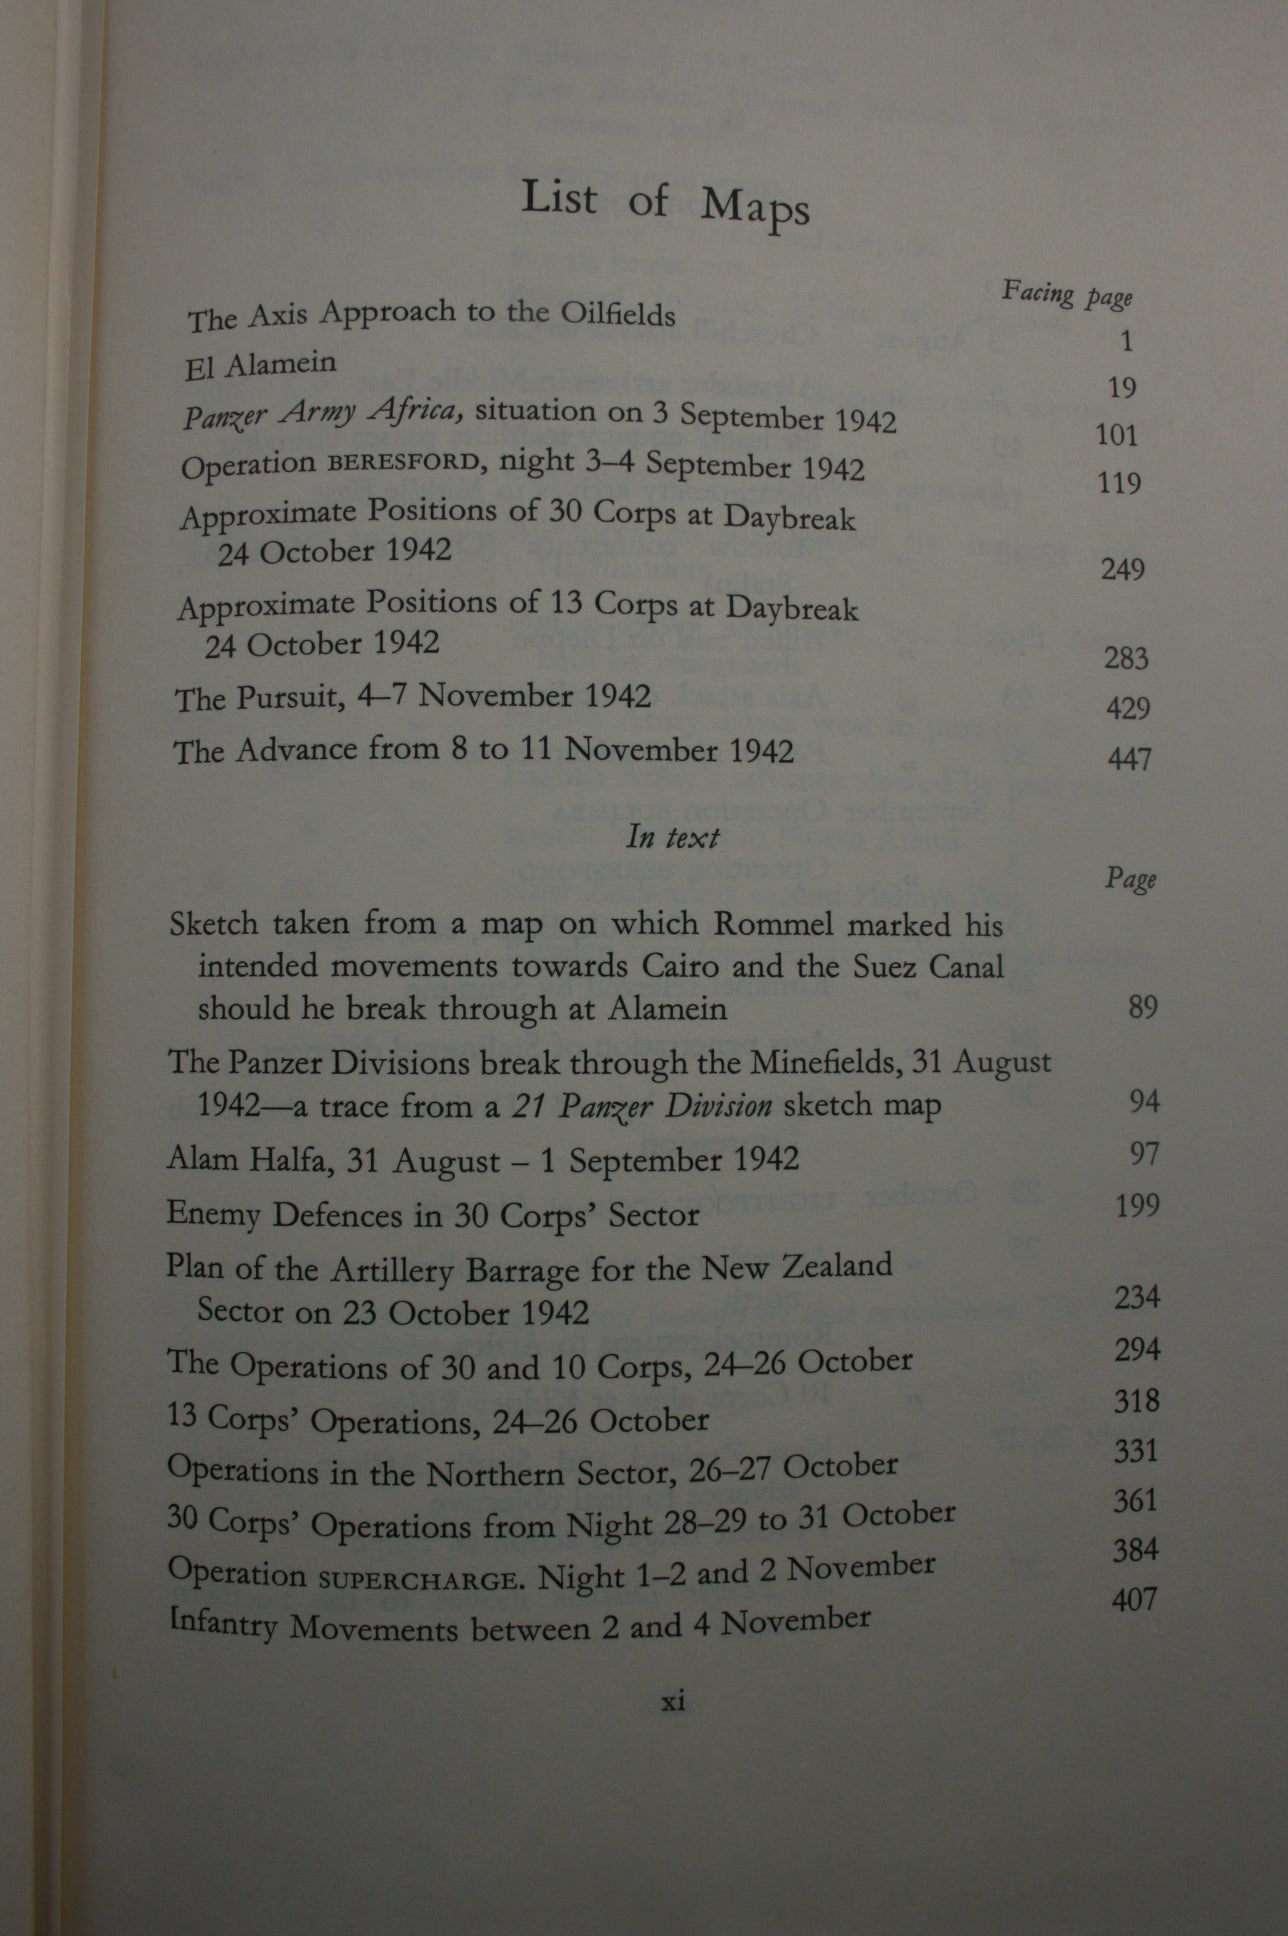 List of Maps
Facing page
The Axis Approach to the Oilfields 1
El Alamein 19
Panzer Army Africa, situation on 3 September 1942 101
Operation BERESFORD, night 3–4 September 1942 119
Approximate Positions of 30 Corps at Daybreak
24 October 1942 249
Approximate Positions of 13 Corps at Daybreak
24 October 1942 283
The Pursuit, 4–7 November 1942 429
The Advance from 8 to 11 November 1942 447
In text
Page
Sketch taken from a map on which Rommel marked his
intended movements towards Cairo and the Suez Canal
should he break through at Alamein 89
The Panzer Divisions break through the Minefields, 31 August
1942—a trace from a 21 Panzer Division sketch map 94
Alam Halfa, 31 August – 1 September 1942 97
Enemy Defences in 30 Corps' Sector 199
Plan of the Artillery Barrage for the New Zealand
Sector on 23 October 1942 234
The Operations of 30 and 10 Corps, 24–26 October 294
13 Corps' Operations, 24–26 October 318
Operations in the Northern Sector, 26–27 October 331
30 Corps' Operations from Night 28–29 to 31 October 361
Operation SUPERCHARGE. Night 1–2 and 2 November 384
Infantry Movements between 2 and 4 November 407
xi